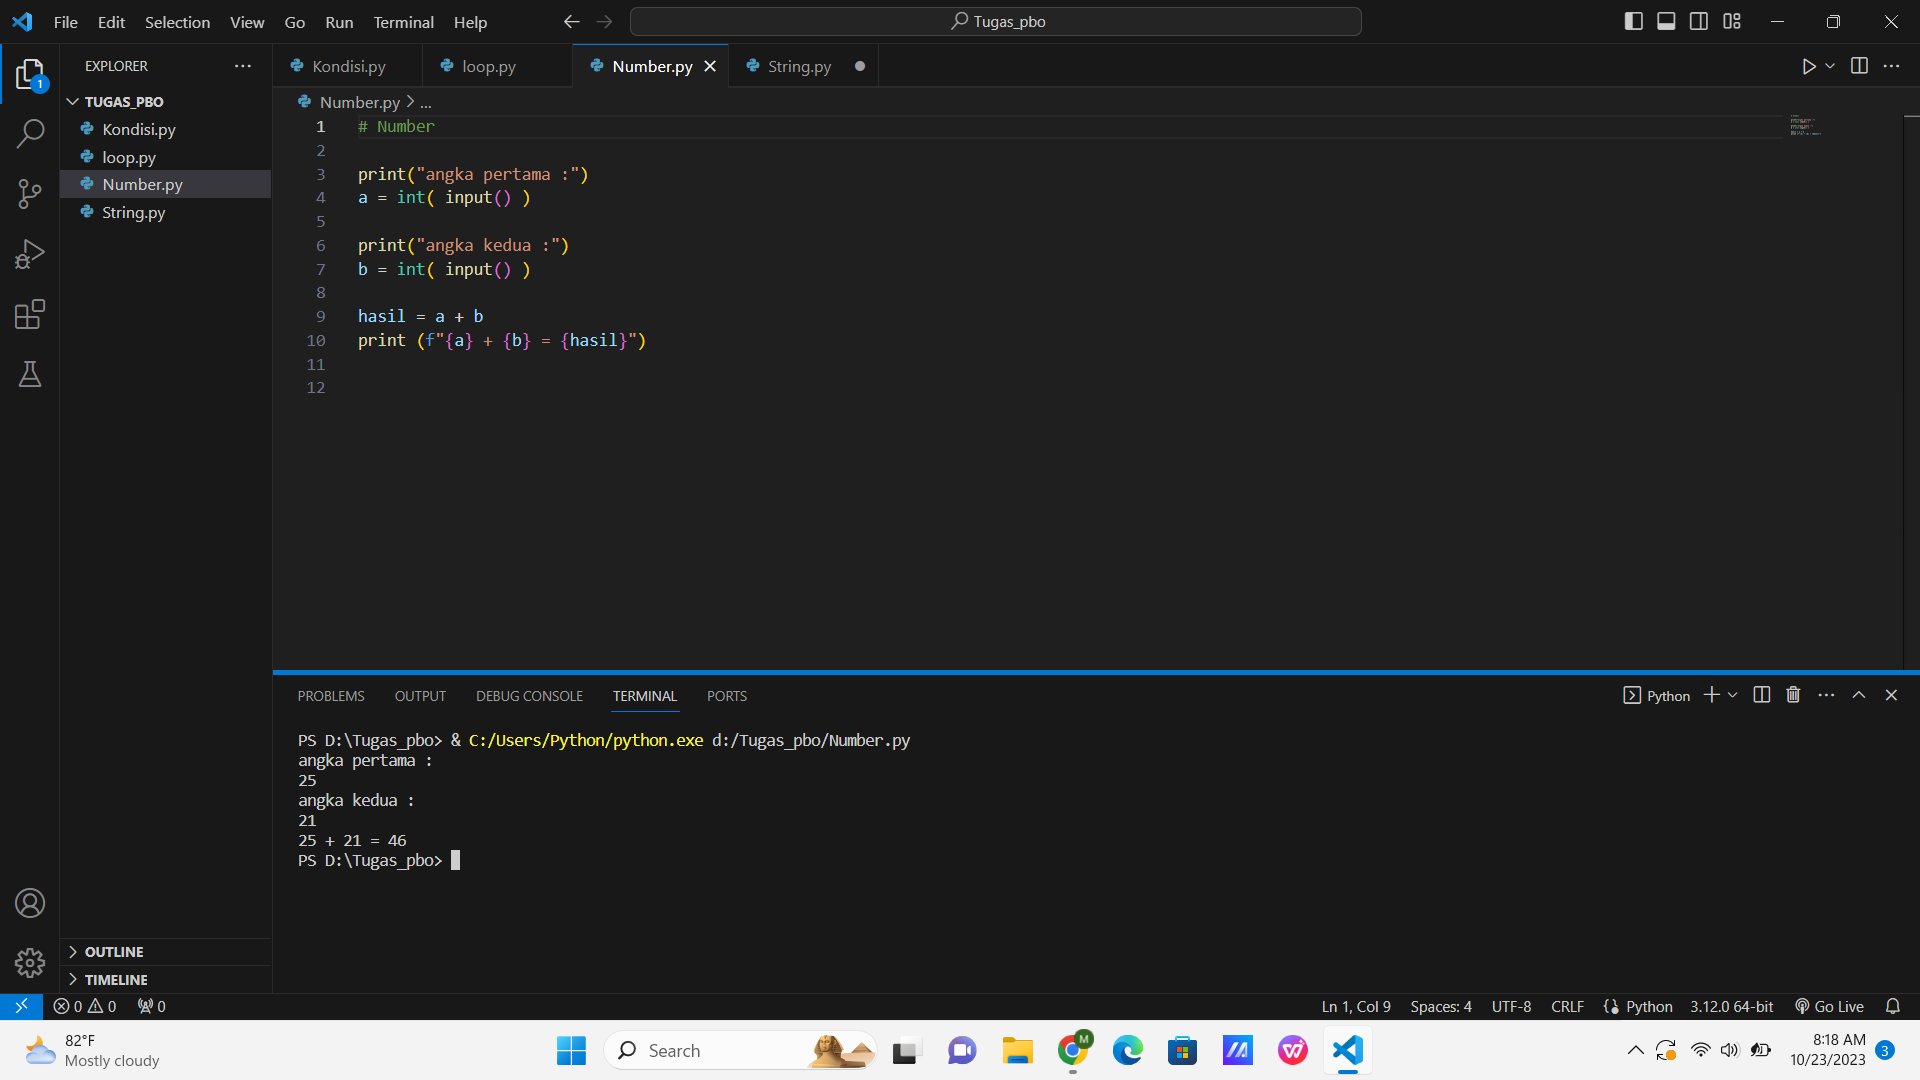 File Edit Selection View Go Run Terminal Help
Tugas_pbo
EXPLORER
Kondisi.py
loop.py
Number.py
String.py
TUGAS_PBO
Kondisi.py
loop.py
Number.py
String.py
OUTLINE
TIMELINE
1
Number.py > ...
1 # Number
2
3 print("angka pertama :")
4 a = int( input() )
5
6 print("angka kedua :")
7 b = int( input() )
8
9 hasil = a + b
10 print (f"{a} + {b} = {hasil}")
11
12
PROBLEMS OUTPUT DEBUG CONSOLE TERMINAL PORTS
Python
PS D:\Tugas_pbo> & C:/Users/Python/python.exe d:/Tugas_pbo/Number.py
angka pertama :
25
angka kedua :
21
25 + 21 = 46
PS D:\Tugas_pbo>
0 0 0
Ln 1, Col 9 Spaces: 4 UTF-8 CRLF Python 3.12.0 64-bit Go Live
82°F
Mostly cloudy
Search
M
8:18 AM
10/23/2023
3